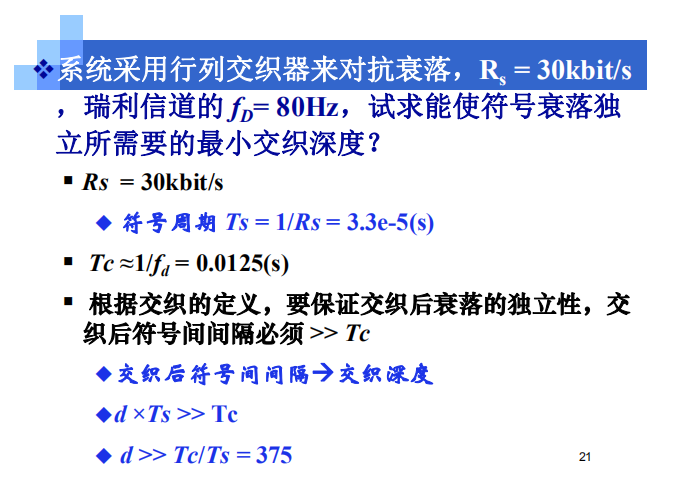 ❖系统采用行列交织器来对抗衰落，Rs = 30kbit/s
，瑞利信道的 fD= 80Hz，试求能使符号衰落独
立所需要的最小交织深度？
▪ Rs = 30kbit/s
◆ 符号周期 Ts = 1/Rs = 3.3e-5(s)
▪ Tc ≈1/fd = 0.0125(s)
▪ 根据交织的定义，要保证交织后衰落的独立性，交
织后符号间间隔必须 >> Tc
◆交织后符号间间隔→交织深度
◆d ×Ts >> Tc
◆ d >> Tc/Ts = 375
21